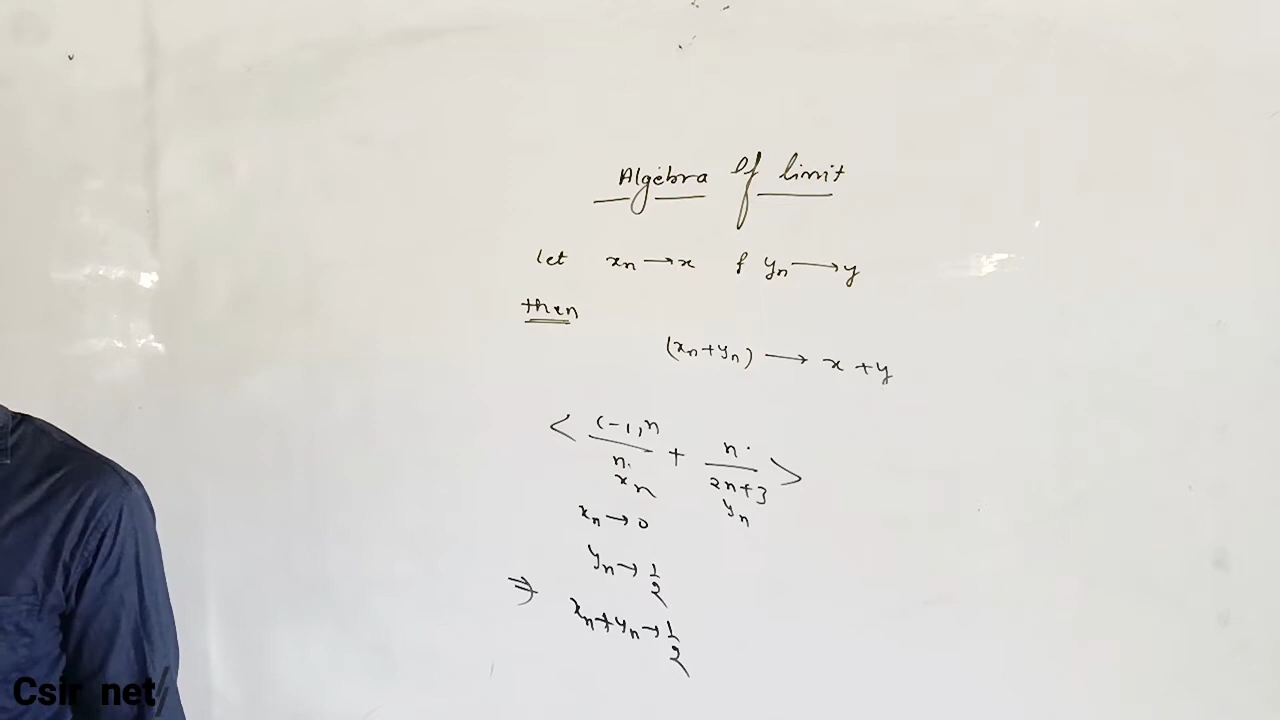 Algebra Of limit
let xn → x & yn → y
then
(xn+yn) → x+y
< (-1)n/n + n/2n+3 >
xn yn
xn → 0
yn → 1/2
⇒ xn+yn → 1/2
Csir net